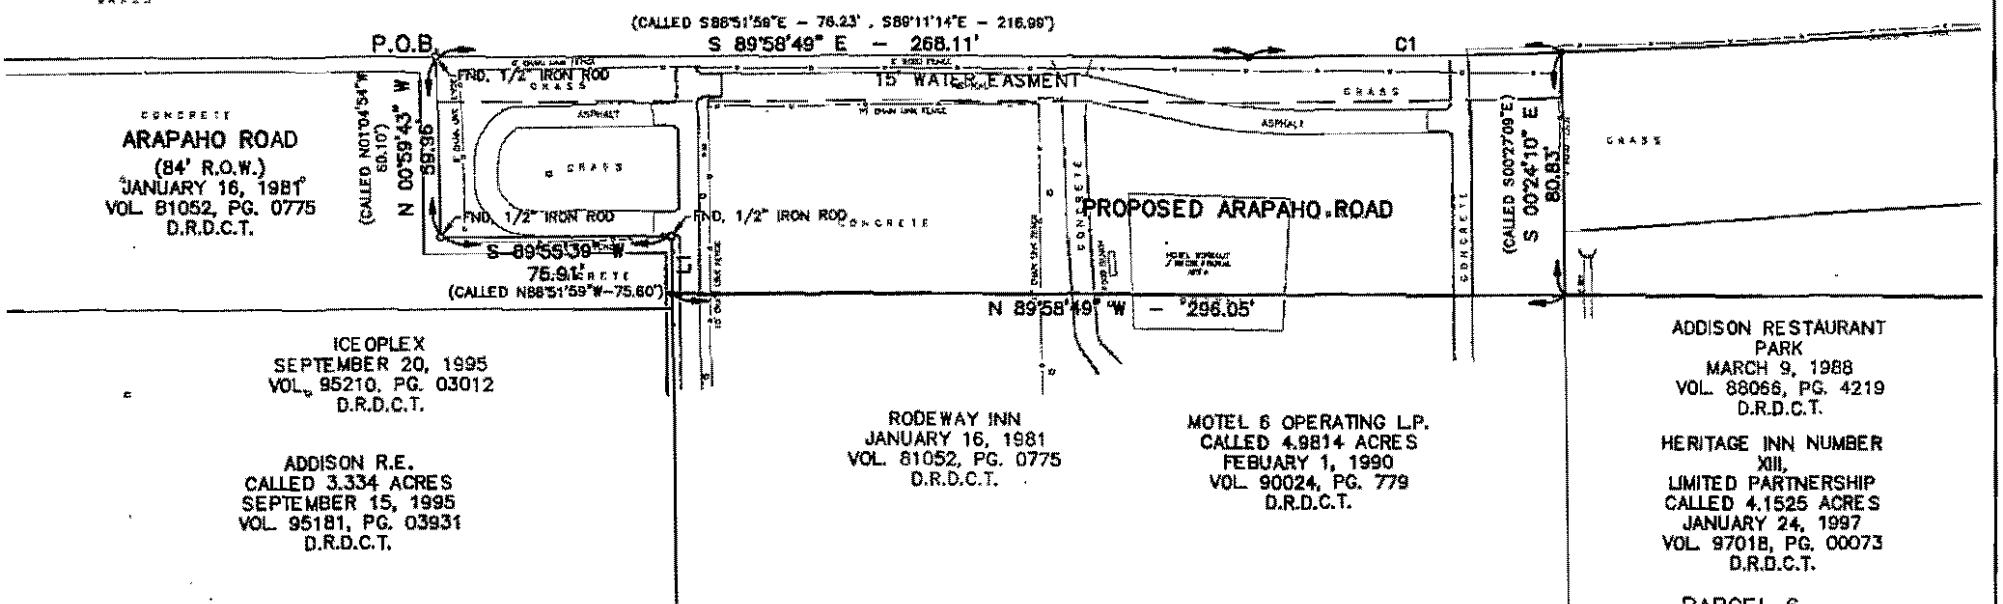 (CALLED S88°51'59"E - 76.23' , S89°11'14"E - 216.99')
S 89°58'49" E - 268.11'
P.O.B.
C1
FND. 1/2" IRON ROD
GRASS
15' WATER EASMENT
GRASS
ASPHALT
ASPHALT
CONCRETE
ARAPAHO ROAD
(84' R.O.W.)
JANUARY 16, 1981
VOL. 81052, PG. 0775
D.R.D.C.T.
(CALLED N01°04'54"W
60.10')
N 00°59'43" W
59.96'
GRASS
GRASS
FND. 1/2" IRON ROD
FND. 1/2" IRON ROD
CONCRETE
CONCRETE
PROPOSED ARAPAHO ROAD
CONCRETE
(CALLED S00°27'09"E)
S 00°24'10" E
80.83'
S 89°55'39" W
75.91'
(CALLED N88°51'59"W-75.60')
L1
N 89°58'49" W - 296.05'
ICEOPLEX
SEPTEMBER 20, 1995
VOL. 95210, PG. 03012
D.R.D.C.T.
ADDISON R.E.
CALLED 3.334 ACRES
SEPTEMBER 15, 1995
VOL. 95181, PG. 03931
D.R.D.C.T.
RODEWAY INN
JANUARY 16, 1981
VOL. 81052, PG. 0775
D.R.D.C.T.
MOTEL 6 OPERATING L.P.
CALLED 4.9814 ACRES
FEBUARY 1, 1990
VOL. 90024, PG. 779
D.R.D.C.T.
ADDISON RESTAURANT
PARK
MARCH 9, 1988
VOL. 88066, PG. 4219
D.R.D.C.T.
HERITAGE INN NUMBER
XIII,
LIMITED PARTNERSHIP
CALLED 4.1525 ACRES
JANUARY 24, 1997
VOL. 97018, PG. 00073
D.R.D.C.T.
PARCEL 6